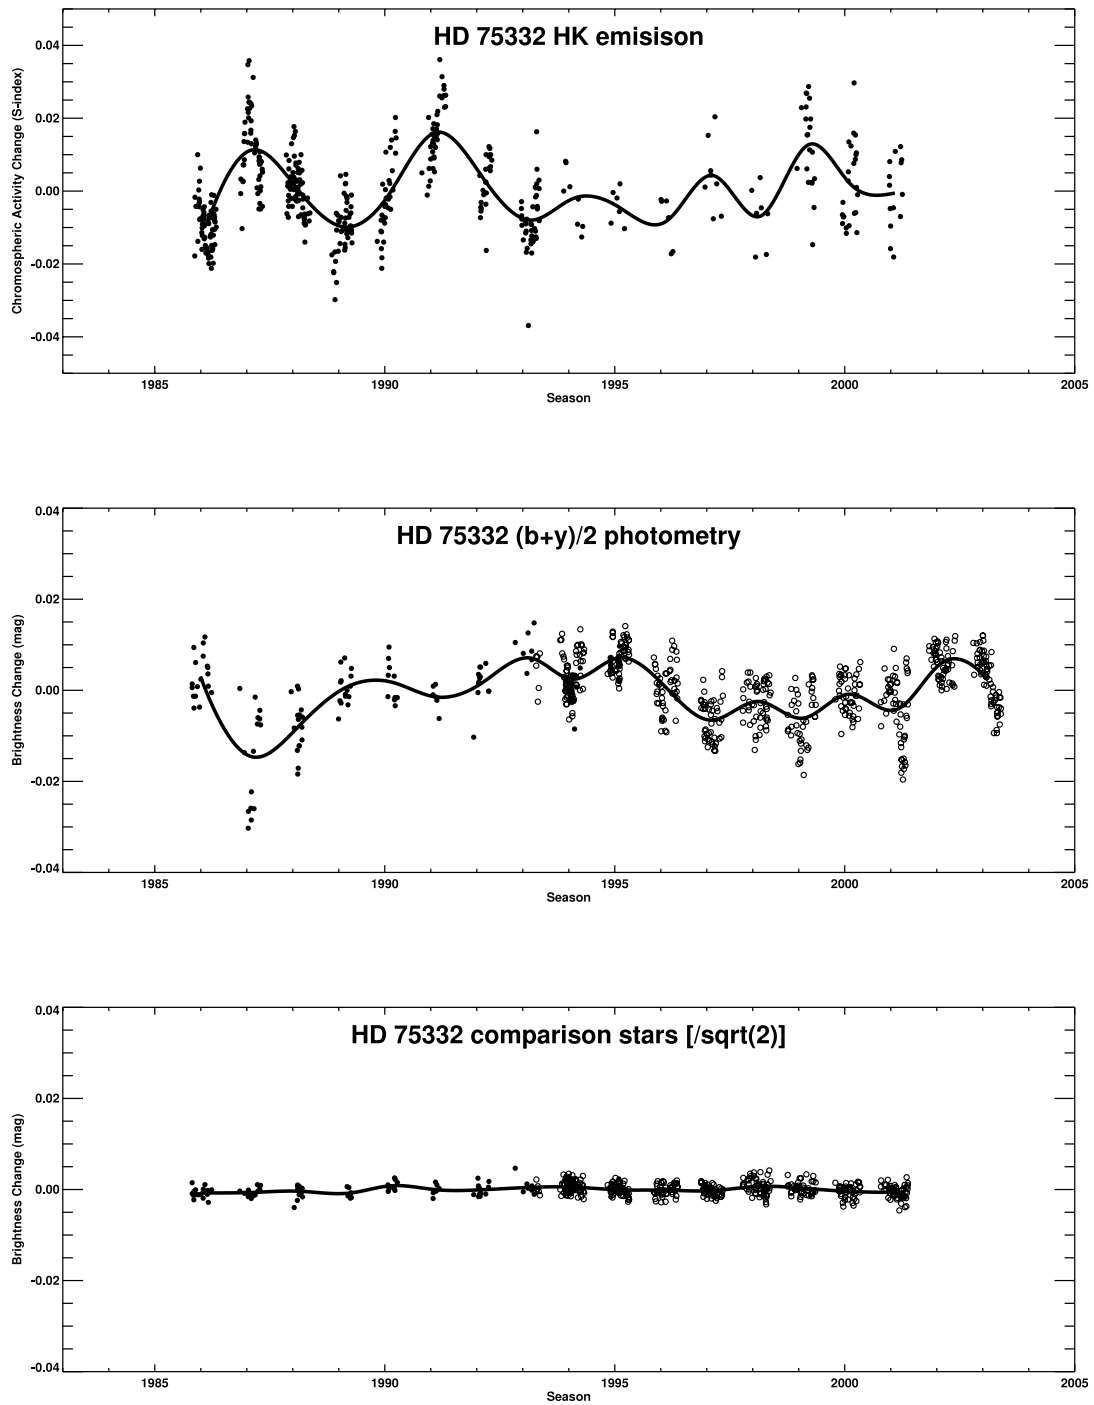 HD 75332 HK emisison
Chromospheric Activity Change (S-index)
0.04
0.02
0.00
-0.02
-0.04
1985 1990 1995 2000 2005
Season
HD 75332 (b+y)/2 photometry
Brightness Change (mag)
0.04
0.02
0.00
-0.02
-0.04
1985 1990 1995 2000 2005
Season
HD 75332 comparison stars [/sqrt(2)]
Brightness Change (mag)
0.04
0.02
0.00
-0.02
-0.04
1985 1990 1995 2000 2005
Season